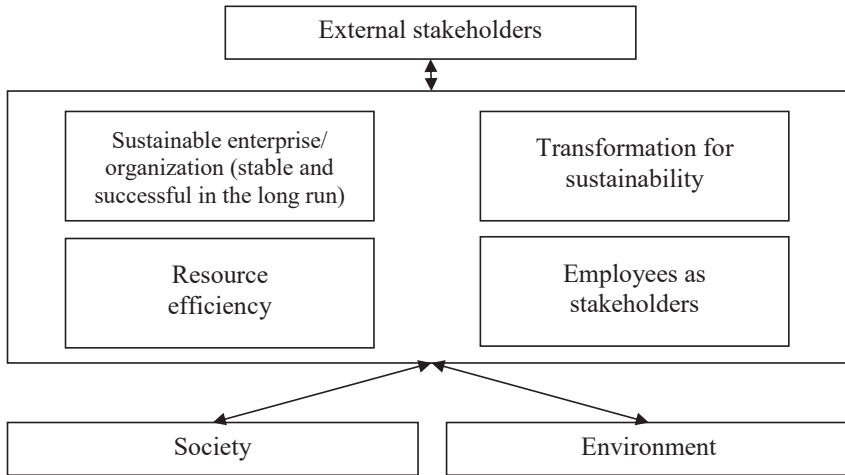 External stakeholders
Sustainable enterprise/
organization (stable and
successful in the long run)
Transformation for
sustainability
Resource
efficiency
Employees as
stakeholders
Society
Environment